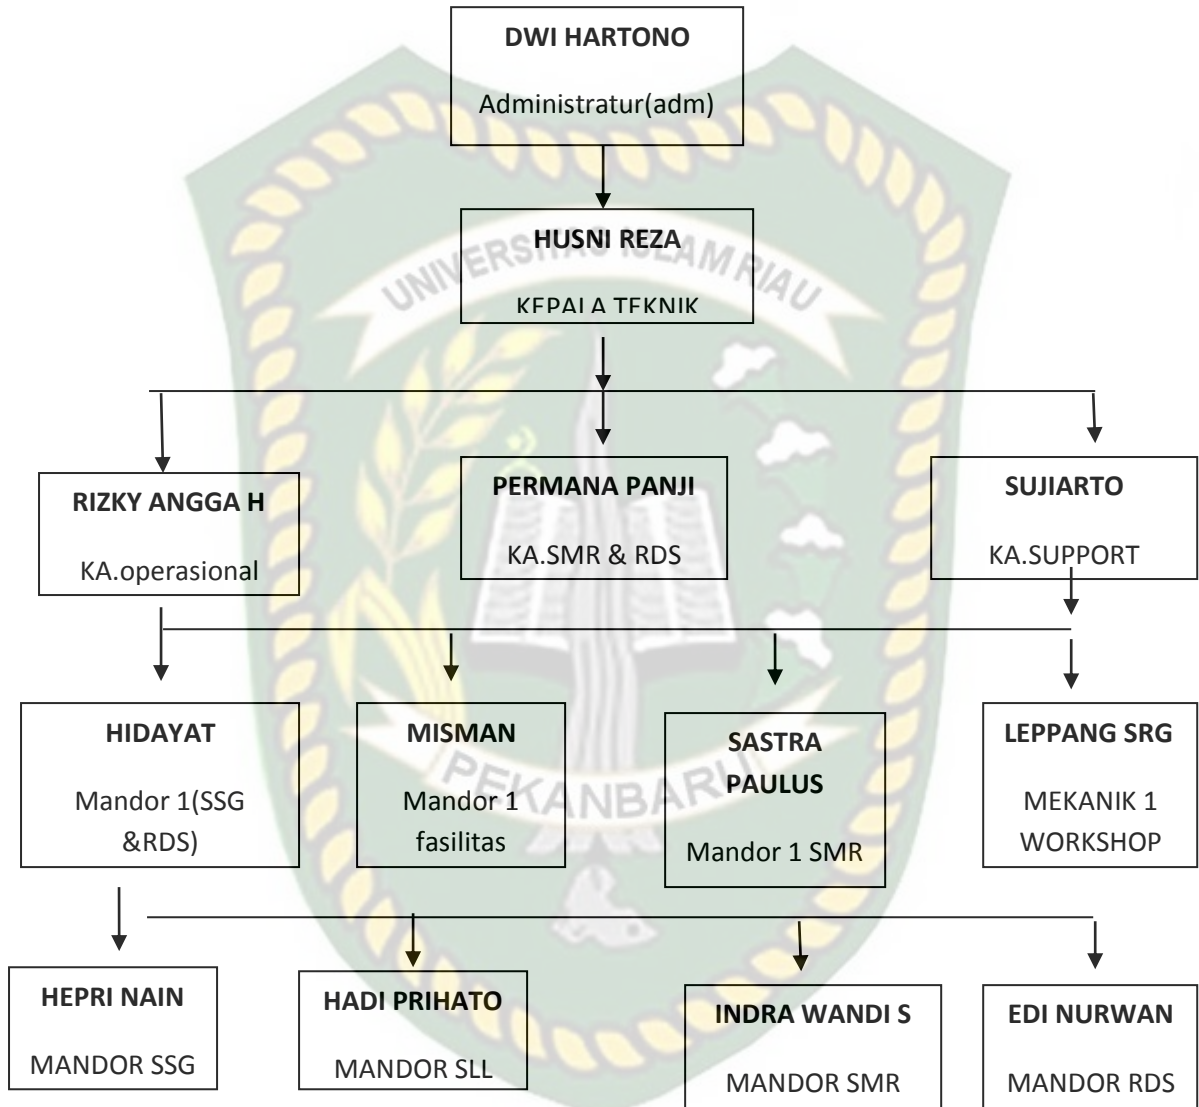 DWI HARTONO
Administratur(adm)
HUSNI REZA
KEPALA TEKNIK
UNIVERSITAS ISLAM RIAU
RIZKY ANGGA H
KA.operasional
PERMANA PANJI
KA.SMR & RDS
SUJIARTO
KA.SUPPORT
HIDAYAT
Mandor 1(SSG
&RDS)
MISMAN
Mandor 1
fasilitas
SASTRA
PAULUS
Mandor 1 SMR
LEPPANG SRG
MEKANIK 1
WORKSHOP
PEKANBARU
HEPRI NAIN
MANDOR SSG
HADI PRIHATO
MANDOR SLL
INDRA WANDI S
MANDOR SMR
EDI NURWAN
MANDOR RDS